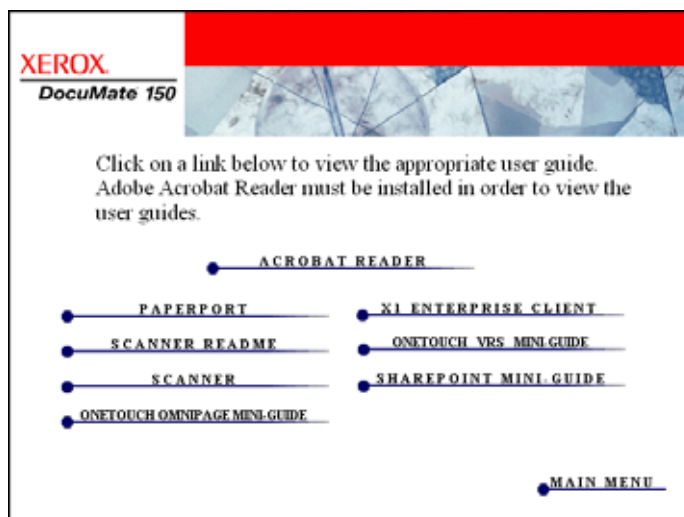 XEROX.
DocuMate 150
Click on a link below to view the appropriate user guide.
Adobe Acrobat Reader must be installed in order to view the
user guides.
ACROBAT READER
PAPERPORT
X1 ENTERPRISE CLIENT
SCANNER README
ONETOUCH VRS MINI-GUIDE
SCANNER
SHAREPOINT MINI-GUIDE
ONETOUCH OMNIPAGE MINI-GUIDE
MAIN MENU